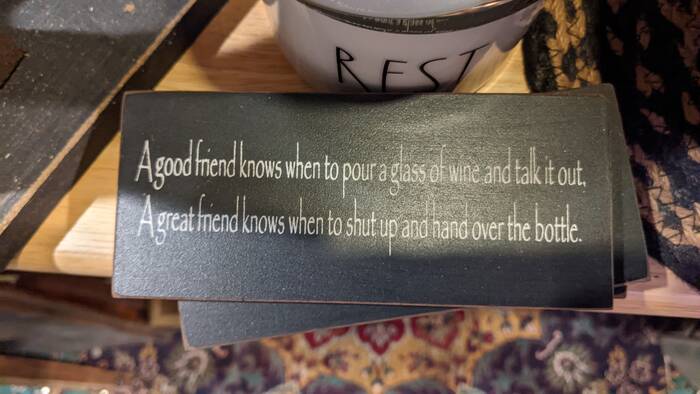 REST
A good friend knows when to pour a glass of wine and talk it out,
A great friend knows when to shut up and hand over the bottle.